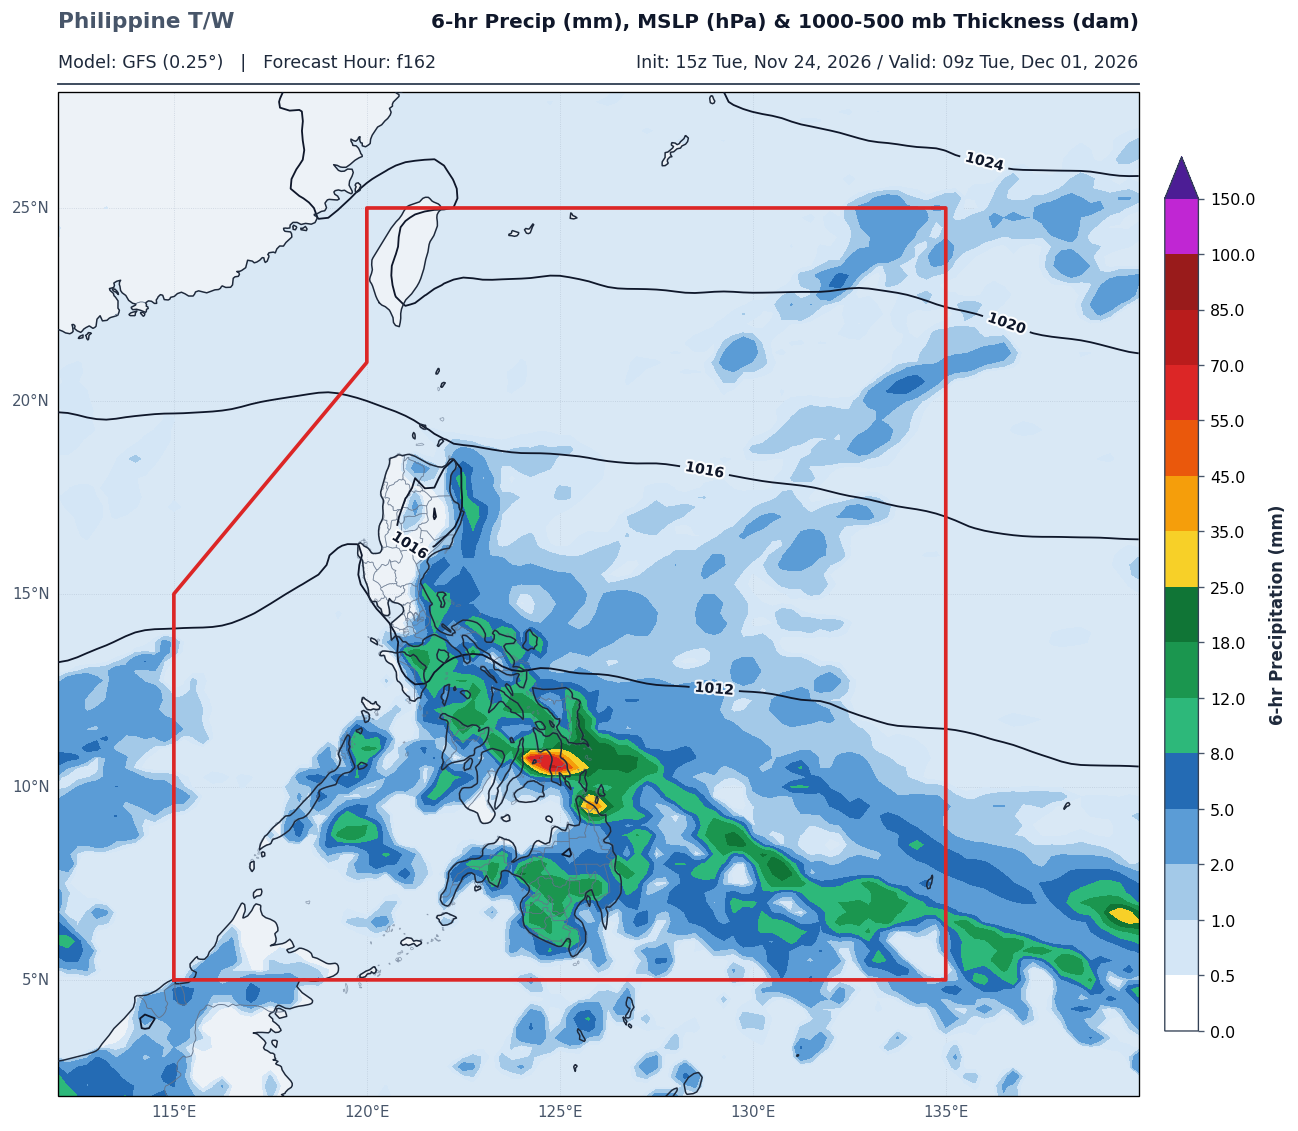 Philippine T/W
6-hr Precip (mm), MSLP (hPa) & 1000-500 mb Thickness (dam)
Model: GFS (0.25°) | Forecast Hour: f162
Init: 15z Tue, Nov 24, 2026 / Valid: 09z Tue, Dec 01, 2026
1024
150.0
25°N
100.0
85.0
1020
70.0
20°N
55.0
1016
45.0
35.0
1016
25.0
15°N
18.0
1012
12.0
8.0
10°N
5.0
2.0
1.0
5°N
0.5
0.0
6-hr Precipitation (mm)
115°E
120°E
125°E
130°E
135°E